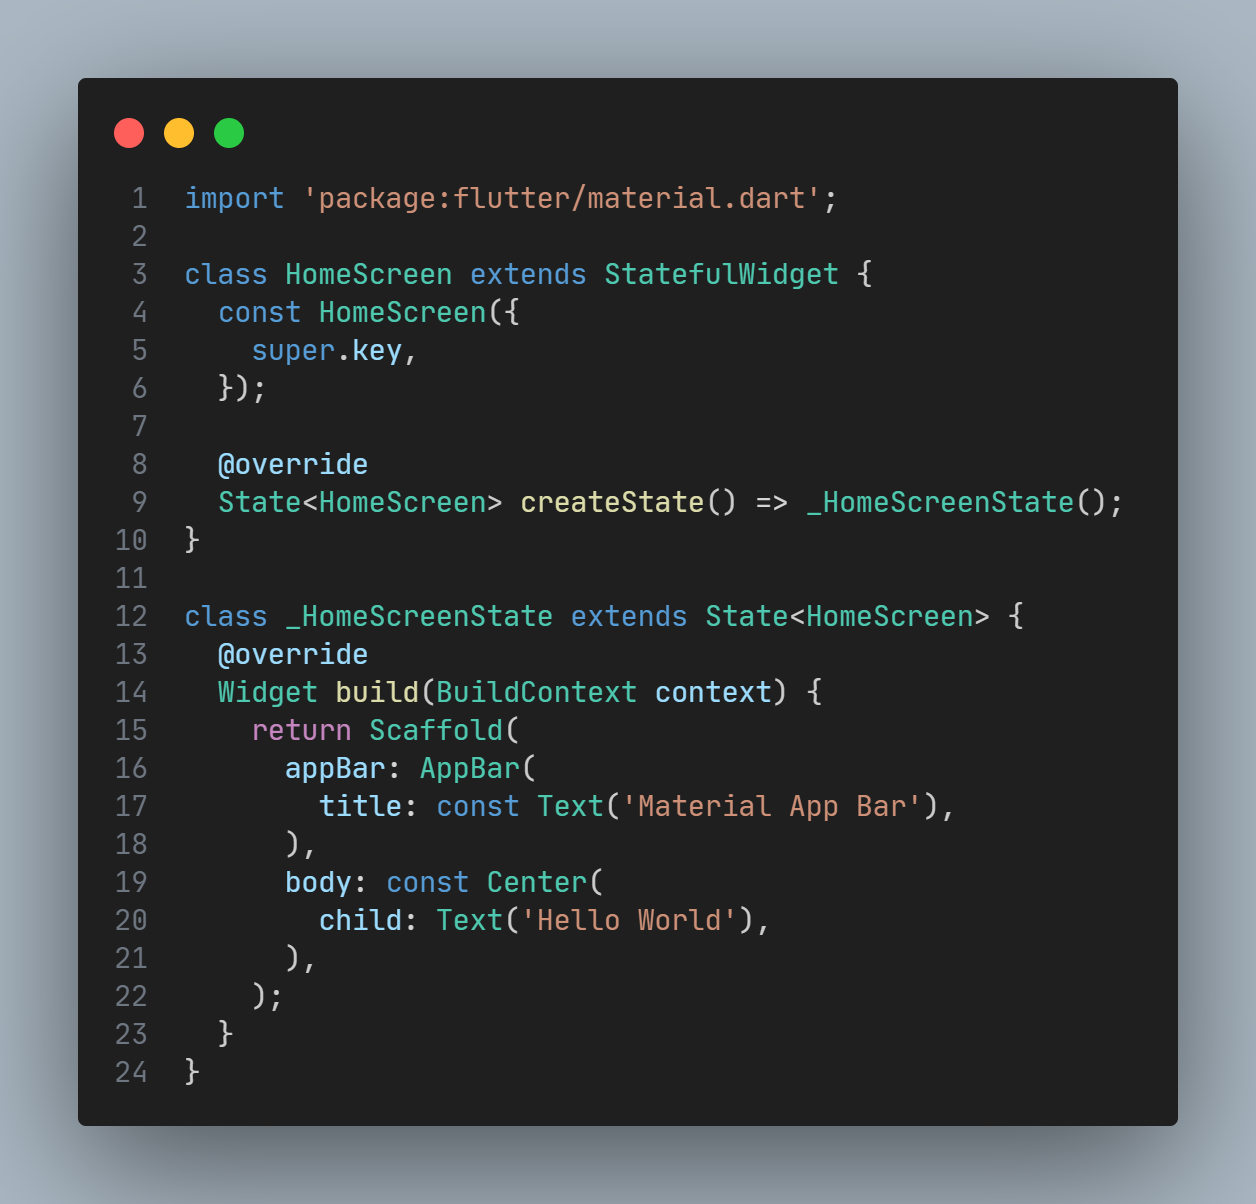 1 import 'package:flutter/material.dart';
2
3 class HomeScreen extends StatefulWidget {
4   const HomeScreen({
5     super.key,
6   });
7
8   @override
9   State<HomeScreen> createState() => _HomeScreenState();
10 }
11
12 class _HomeScreenState extends State<HomeScreen> {
13   @override
14   Widget build(BuildContext context) {
15     return Scaffold(
16       appBar: AppBar(
17         title: const Text('Material App Bar'),
18       ),
19       body: const Center(
20         child: Text('Hello World'),
21       ),
22     );
23   }
24 }